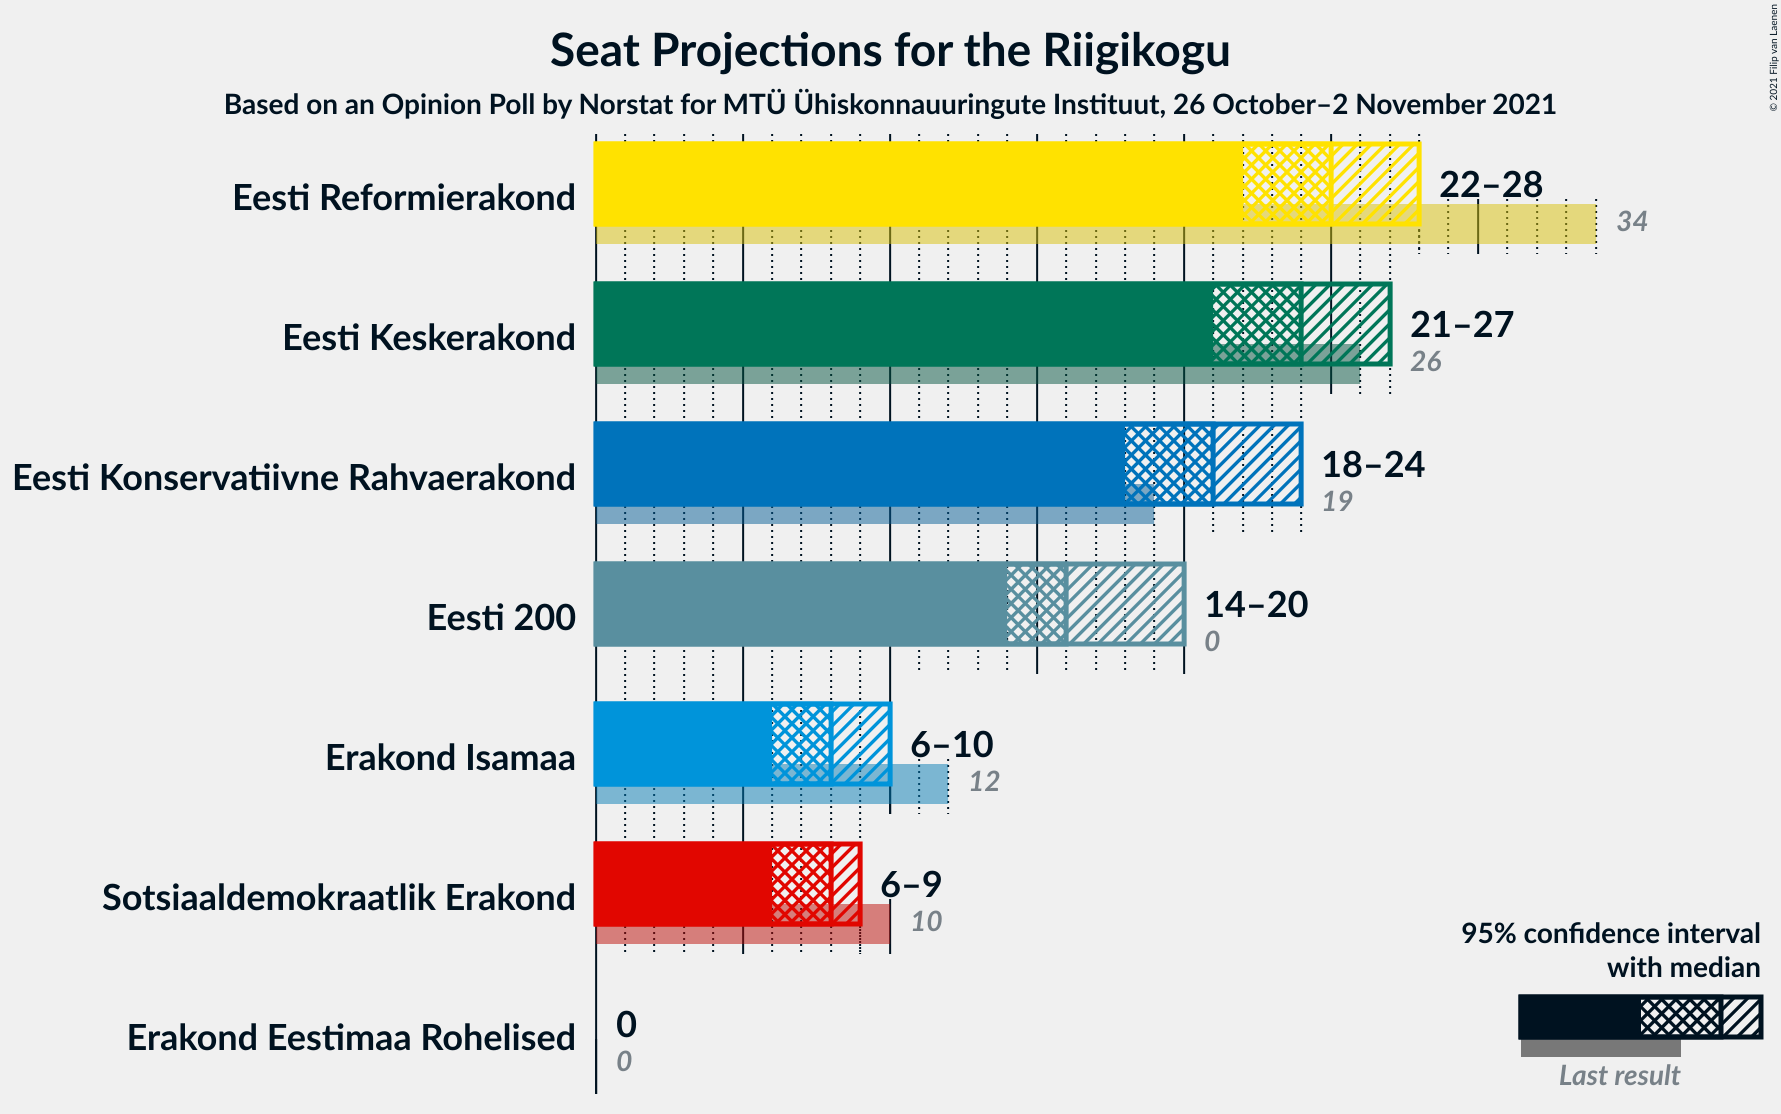 Seat Projections for the Riigikogu
Based on an Opinion Poll by Norstat for MTÜ Ühiskonnauuringute Instituut, 26 October–2 November 2021
© 2021 Filip van Laenen
Eesti Reformierakond
22–28
34
Eesti Keskerakond
21–27
26
Eesti Konservatiivne Rahvaerakond
18–24
19
Eesti 200
14–20
0
Erakond Isamaa
6–10
12
Sotsiaaldemokraatlik Erakond
6–9
10
Erakond Eestimaa Rohelised
0
0
95% confidence interval
with median
Last result